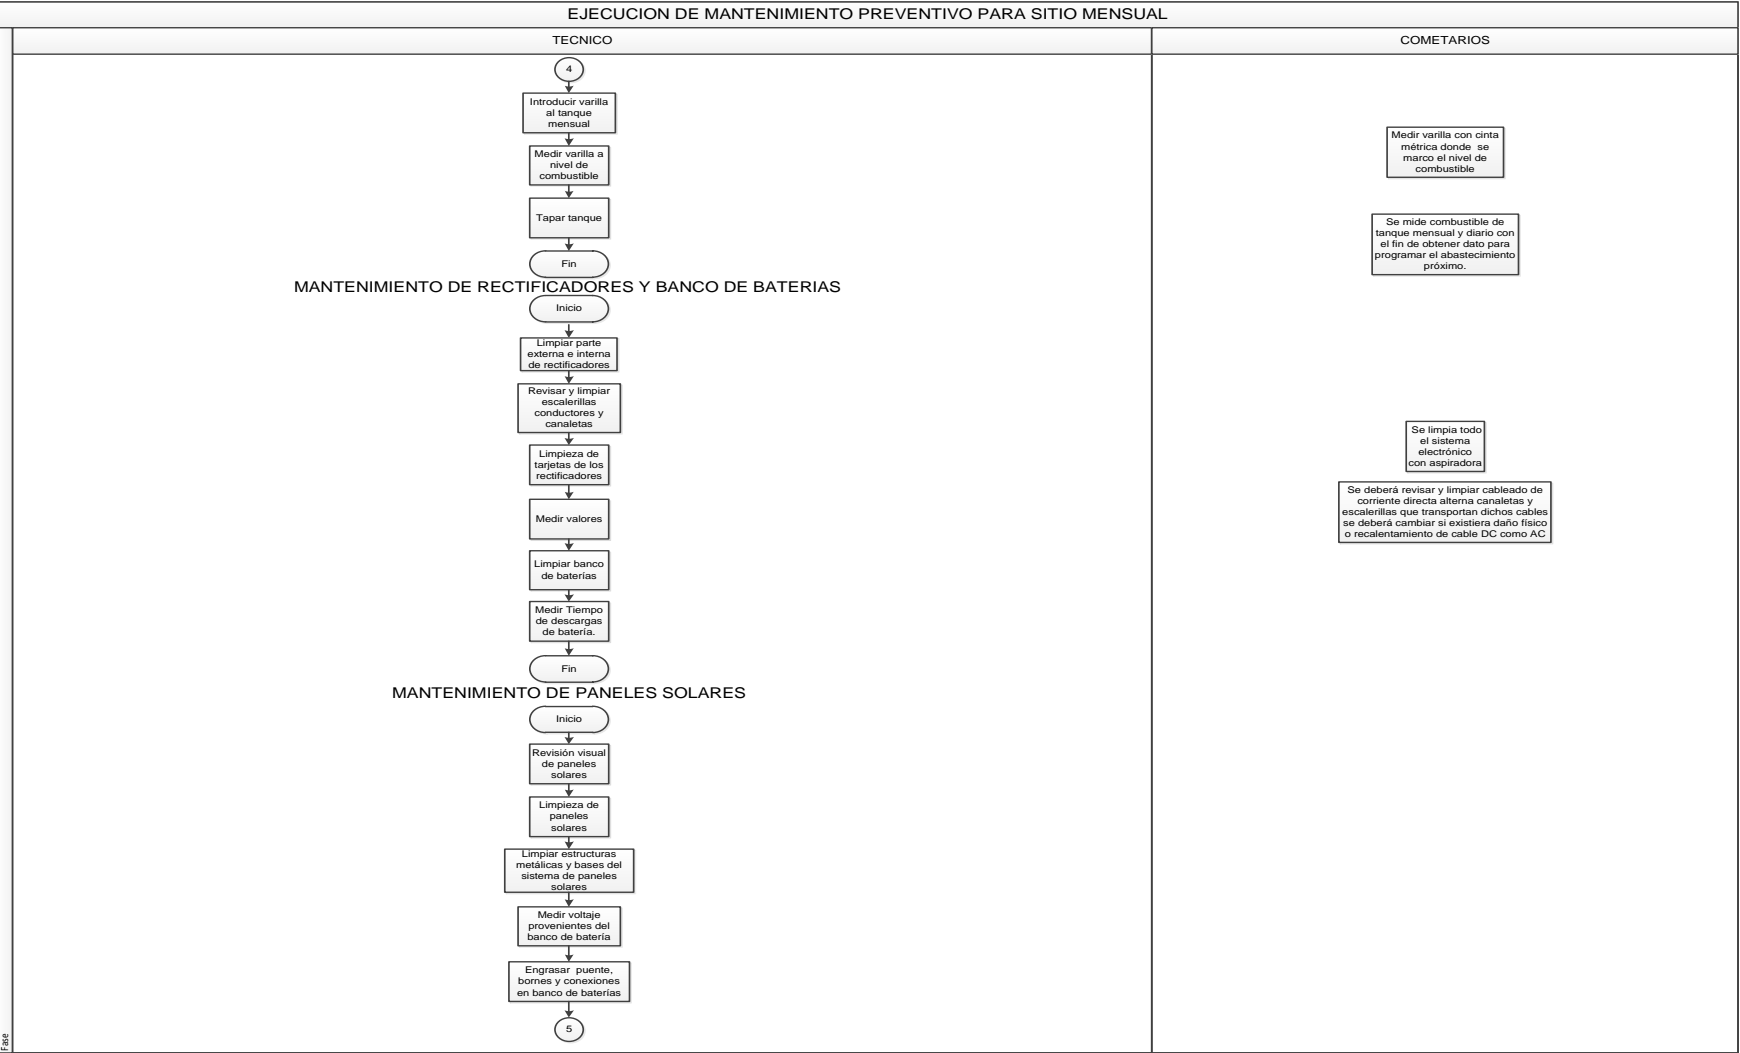 EJECUCION DE MANTENIMIENTO PREVENTIVO PARA SITIO MENSUAL
TECNICO
COMETARIOS
4
Introducir varilla
al tanque
mensual
Medir varilla a
nivel de
combustible
Tapar tanque
Fin
Medir varilla con cinta
métrica donde se
marco el nivel de
combustible
Se mide combustible de
tanque mensual y diario con
el fin de obtener dato para
programar el abastecimiento
próximo.
MANTENIMIENTO DE RECTIFICADORES Y BANCO DE BATERIAS
Inicio
Limpiar parte
externa e interna
de rectificadores
Revisar y limpiar
escalerillas
conductores y
canaletas
Limpieza de
tarjetas de los
rectificadores
Medir valores
Limpiar banco
de baterías
Medir Tiempo
de descargas
de batería.
Fin
Se limpia todo
el sistema
electrónico
con aspiradora
Se deberá revisar y limpiar cableado de
corriente directa alterna canaletas y
escalerillas que transportan dichos cables
se deberá cambiar si existiera daño físico
o recalentamiento de cable DC como AC
MANTENIMIENTO DE PANELES SOLARES
Inicio
Revisión visual
de paneles
solares
Limpieza de
paneles
solares
Limpiar estructuras
metálicas y bases del
sistema de paneles
solares
Medir voltaje
provenientes del
banco de batería
Engrasar puente,
bornes y conexiones
en banco de baterías
5
Fase